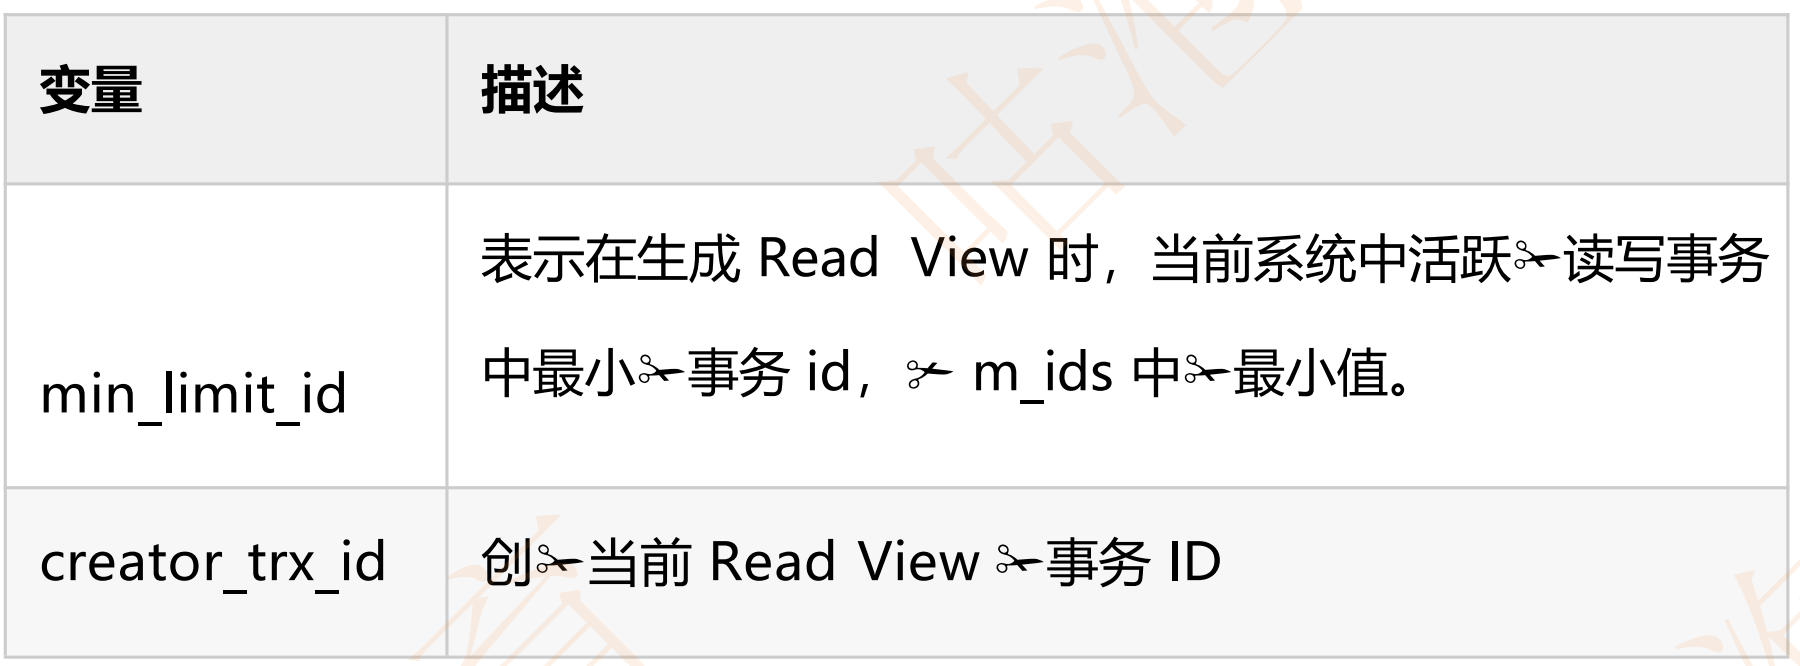 变量 描述
表示在生成 Read View 时，当前系统中活跃✁读写事务
中最小✁事务 id，✃ m_ids 中✁最小值。
min_limit_id
creator_trx_id 创✁当前 Read View ✁事务 ID